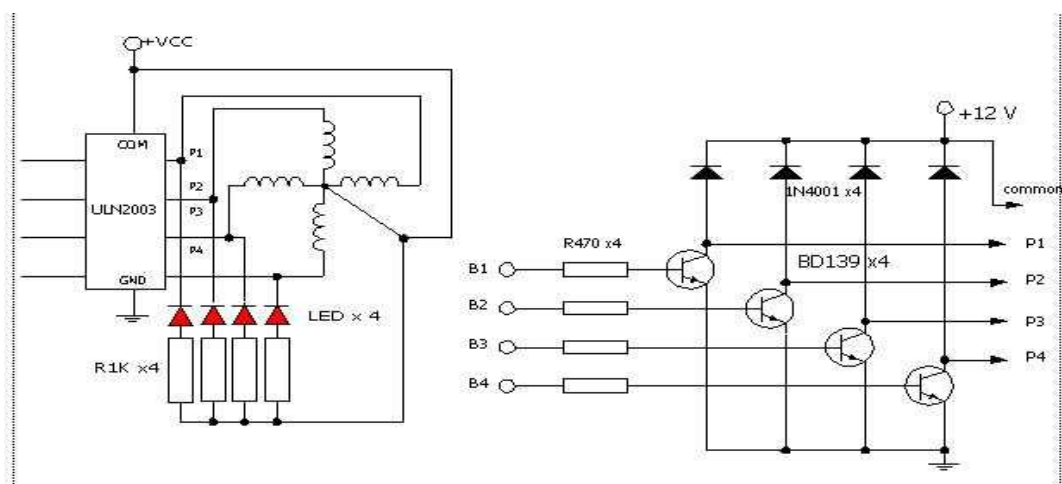 +VCC
COM
P1
P2
ULN2003
P3
P4
GND
LED x 4
R1K x4
+12 V
1N4001 x4
common
R470 x4
P1
B1
BD139 x4
P2
B2
P3
B3
P4
B4